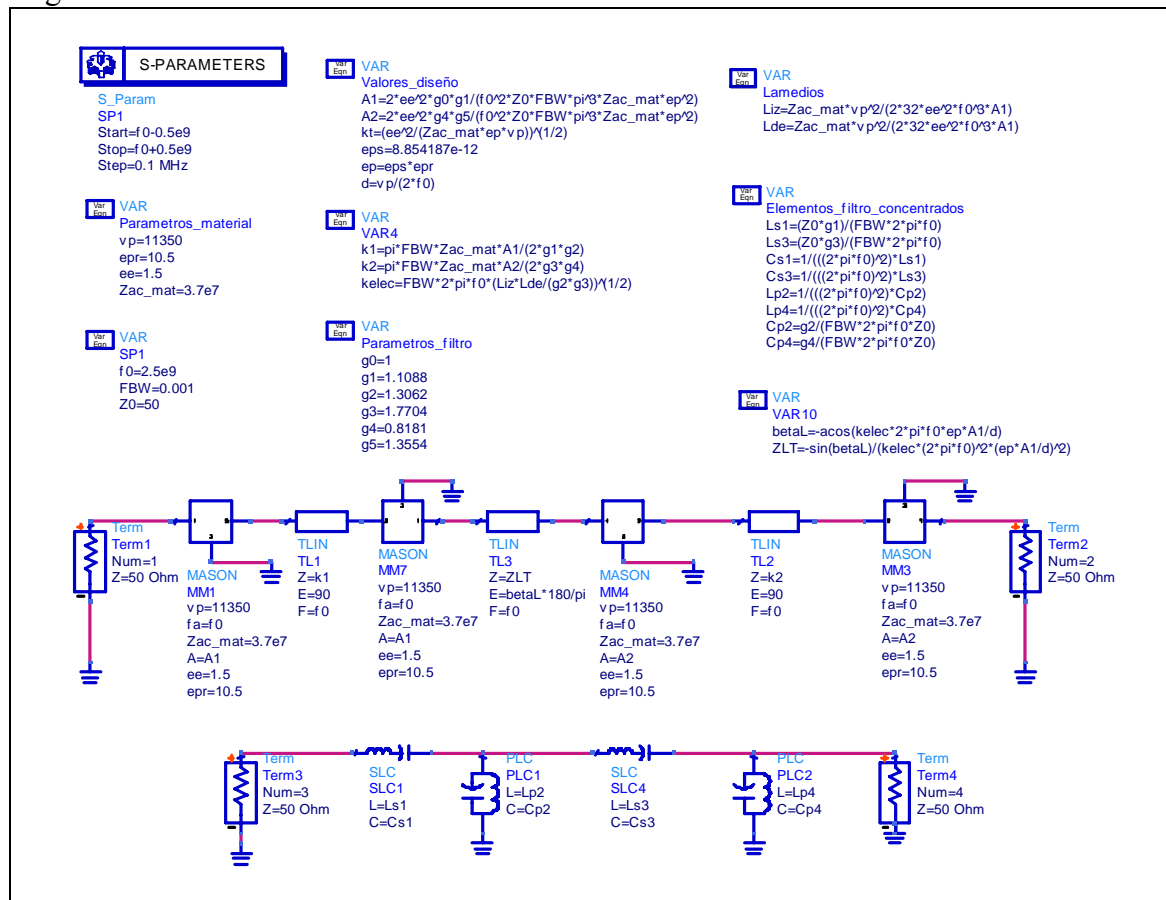 S-PARAMETERS
S_Param
SP1
Start=f0-0.5e9
Stop=f0+0.5e9
Step=0.1 MHz
Var
Eqn
VAR
Valores_diseño
A1=2*ee^2*g0*g1/(f0^2*Z0*FBW*pi^3*Zac_mat*ep^2)
A2=2*ee^2*g4*g5/(f0^2*Z0*FBW*pi^3*Zac_mat*ep^2)
kt=(ee^2/(Zac_mat*ep*vp))^(1/2)
eps=8.854187e-12
ep=eps*epr
d=vp/(2*f0)
Var
Eqn
VAR
Lamedios
Liz=Zac_mat*vp^2/(2*32*ee^2*f0^3*A1)
Lde=Zac_mat*vp^2/(2*32*ee^2*f0^3*A1)
Var
Eqn
VAR
Parametros_material
vp=11350
epr=10.5
ee=1.5
Zac_mat=3.7e7
Var
Eqn
VAR
VAR4
k1=pi*FBW*Zac_mat*A1/(2*g1*g2)
k2=pi*FBW*Zac_mat*A2/(2*g3*g4)
kelec=FBW*2*pi*f0*(Liz*Lde/(g2*g3))^(1/2)
Var
Eqn
VAR
Elementos_filtro_concentrados
Ls1=(Z0*g1)/(FBW*2*pi*f0)
Ls3=(Z0*g3)/(FBW*2*pi*f0)
Cs1=1/(((2*pi*f0)^2)*Ls1)
Cs3=1/(((2*pi*f0)^2)*Ls3)
Lp2=1/(((2*pi*f0)^2)*Cp2)
Lp4=1/(((2*pi*f0)^2)*Cp4)
Cp2=g2/(FBW*2*pi*f0*Z0)
Cp4=g4/(FBW*2*pi*f0*Z0)
Var
Eqn
VAR
SP1
f0=2.5e9
FBW=0.001
Z0=50
Var
Eqn
VAR
Parametros_filtro
g0=1
g1=1.1088
g2=1.3062
g3=1.7704
g4=0.8181
g5=1.3554
Var
Eqn
VAR
VAR10
betaL=-acos(kelec*2*pi*f0*ep*A1/d)
ZLT=-sin(betaL)/(kelec*(2*pi*f0)^2*(ep*A1/d)^2)
Term
Term1
Num=1
Z=50 Ohm
MASON
MM1
vp=11350
fa=f0
Zac_mat=3.7e7
A=A1
ee=1.5
epr=10.5
TLIN
TL1
Z=k1
E=90
F=f0
MASON
MM7
vp=11350
fa=f0
Zac_mat=3.7e7
A=A1
ee=1.5
epr=10.5
TLIN
TL3
Z=ZLT
E=betaL*180/pi
F=f0
MASON
MM4
vp=11350
fa=f0
Zac_mat=3.7e7
A=A2
ee=1.5
epr=10.5
TLIN
TL2
Z=k2
E=90
F=f0
MASON
MM3
vp=11350
fa=f0
Zac_mat=3.7e7
A=A2
ee=1.5
epr=10.5
Term
Term2
Num=2
Z=50 Ohm
Term
Term3
Num=3
Z=50 Ohm
SLC
SLC1
L=Ls1
C=Cs1
PLC
PLC1
L=Lp2
C=Cp2
SLC
SLC4
L=Ls3
C=Cs3
PLC
PLC2
L=Lp4
C=Cp4
Term
Term4
Num=4
Z=50 Ohm